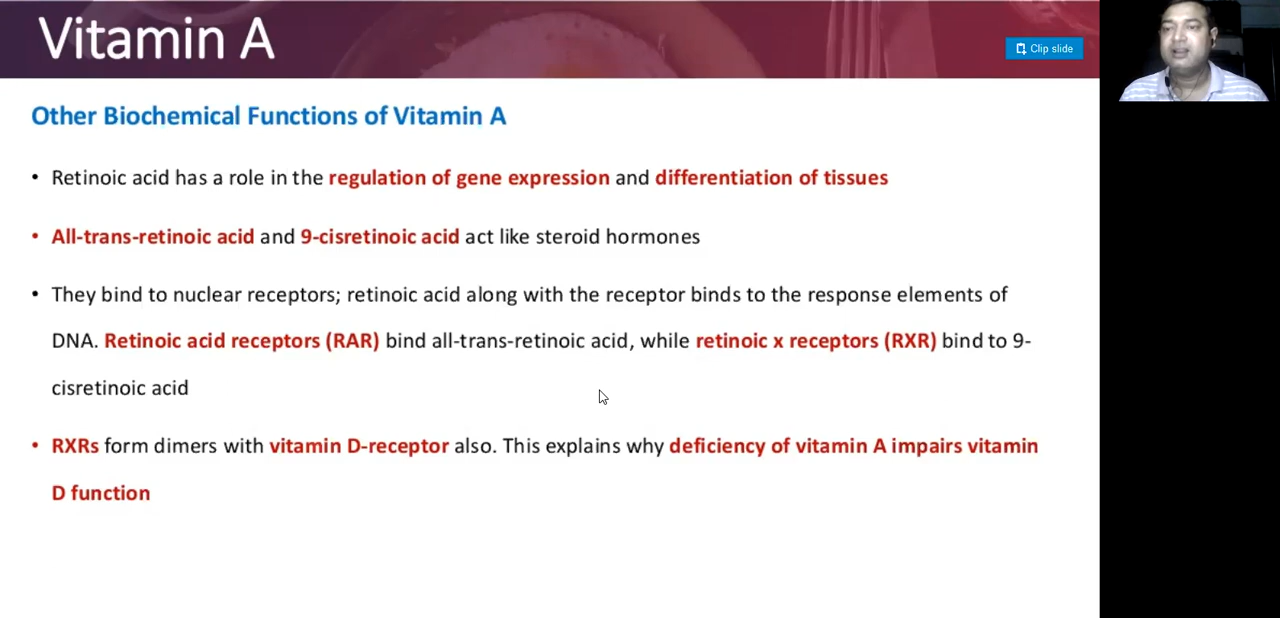 Vitamin A
Clip slide
Other Biochemical Functions of Vitamin A
• Retinoic acid has a role in the regulation of gene expression and differentiation of tissues
• All-trans-retinoic acid and 9-cisretinoic acid act like steroid hormones
• They bind to nuclear receptors; retinoic acid along with the receptor binds to the response elements of
DNA. Retinoic acid receptors (RAR) bind all-trans-retinoic acid, while retinoic x receptors (RXR) bind to 9-
cisretinoic acid
• RXRs form dimers with vitamin D-receptor also. This explains why deficiency of vitamin A impairs vitamin
D function